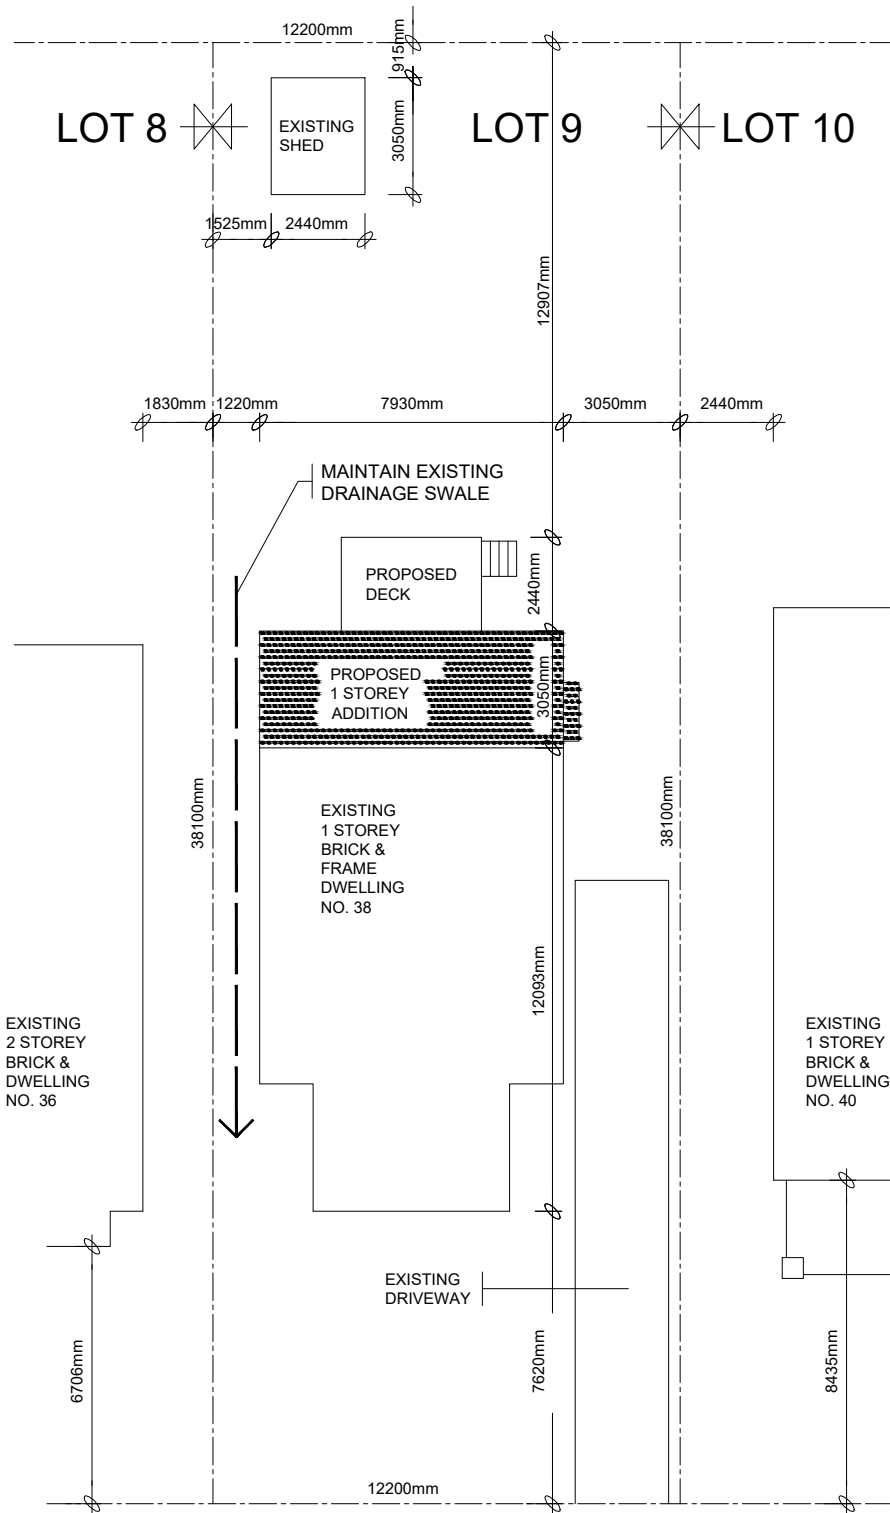 12200mm
915mm
LOT 8
EXISTING
SHED
3050mm
LOT 9
LOT 10
1525mm
2440mm
12907mm
1830mm
1220mm
7930mm
3050mm
2440mm
MAINTAIN EXISTING
DRAINAGE SWALE
PROPOSED
DECK
2440mm
PROPOSED
1 STOREY
ADDITION
3050mm
38100mm
EXISTING
1 STOREY
BRICK &
FRAME
DWELLING
NO. 38
38100mm
12093mm
EXISTING
2 STOREY
BRICK &
DWELLING
NO. 36
EXISTING
1 STOREY
BRICK &
DWELLING
NO. 40
EXISTING
DRIVEWAY
6706mm
7620mm
8435mm
12200mm